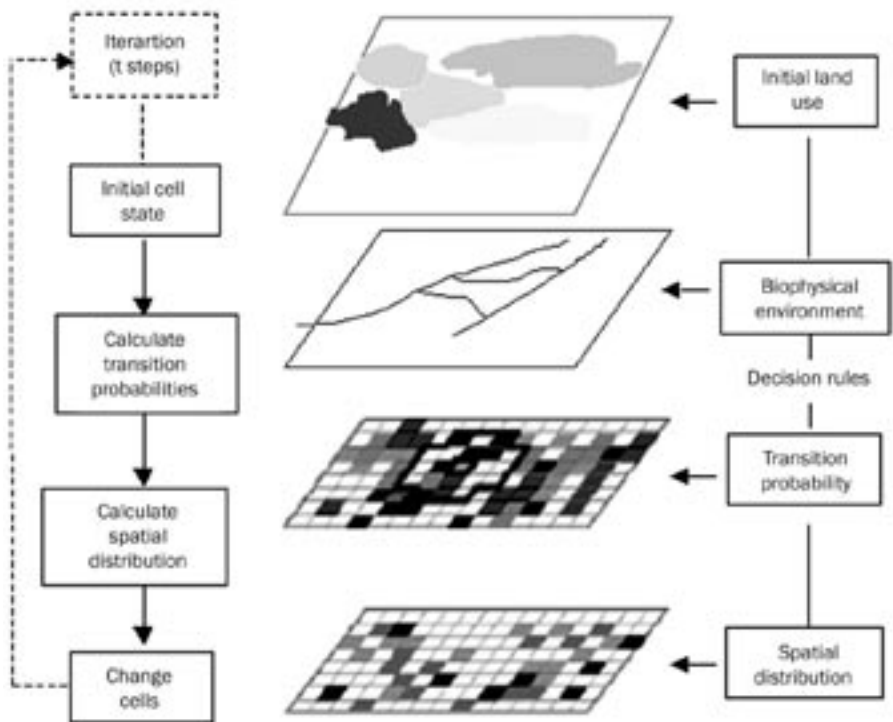 Iterartion
(t steps)
Initial cell
state
Calculate
transition
probabilities
Calculate
spatial
distribution
Change
cells
Initial land
use
Biophysical
environment
Decision rules
Transition
probability
Spatial
distribution